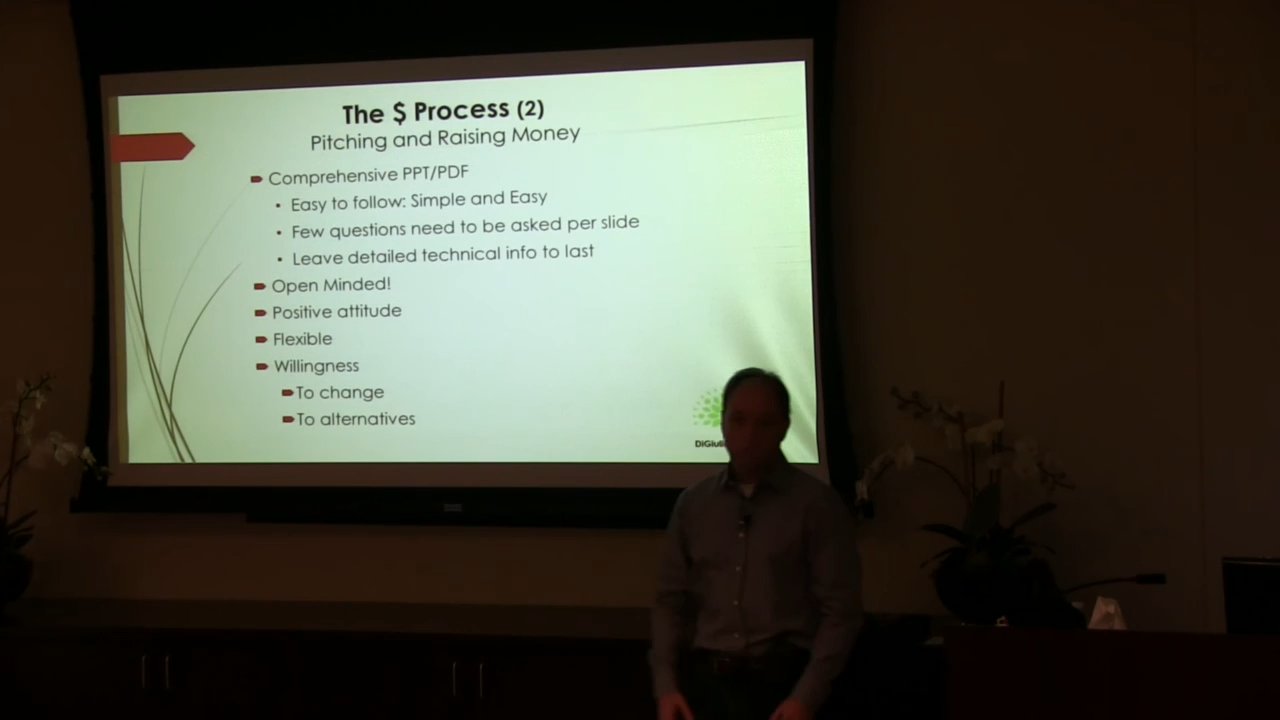 The $ Process (2)
Pitching and Raising Money
Comprehensive PPT/PDF
• Easy to follow: Simple and Easy
• Few questions need to be asked per slide
• Leave detailed technical info to last
Open Minded!
Positive attitude
Flexible
Willingness
To change
To alternatives